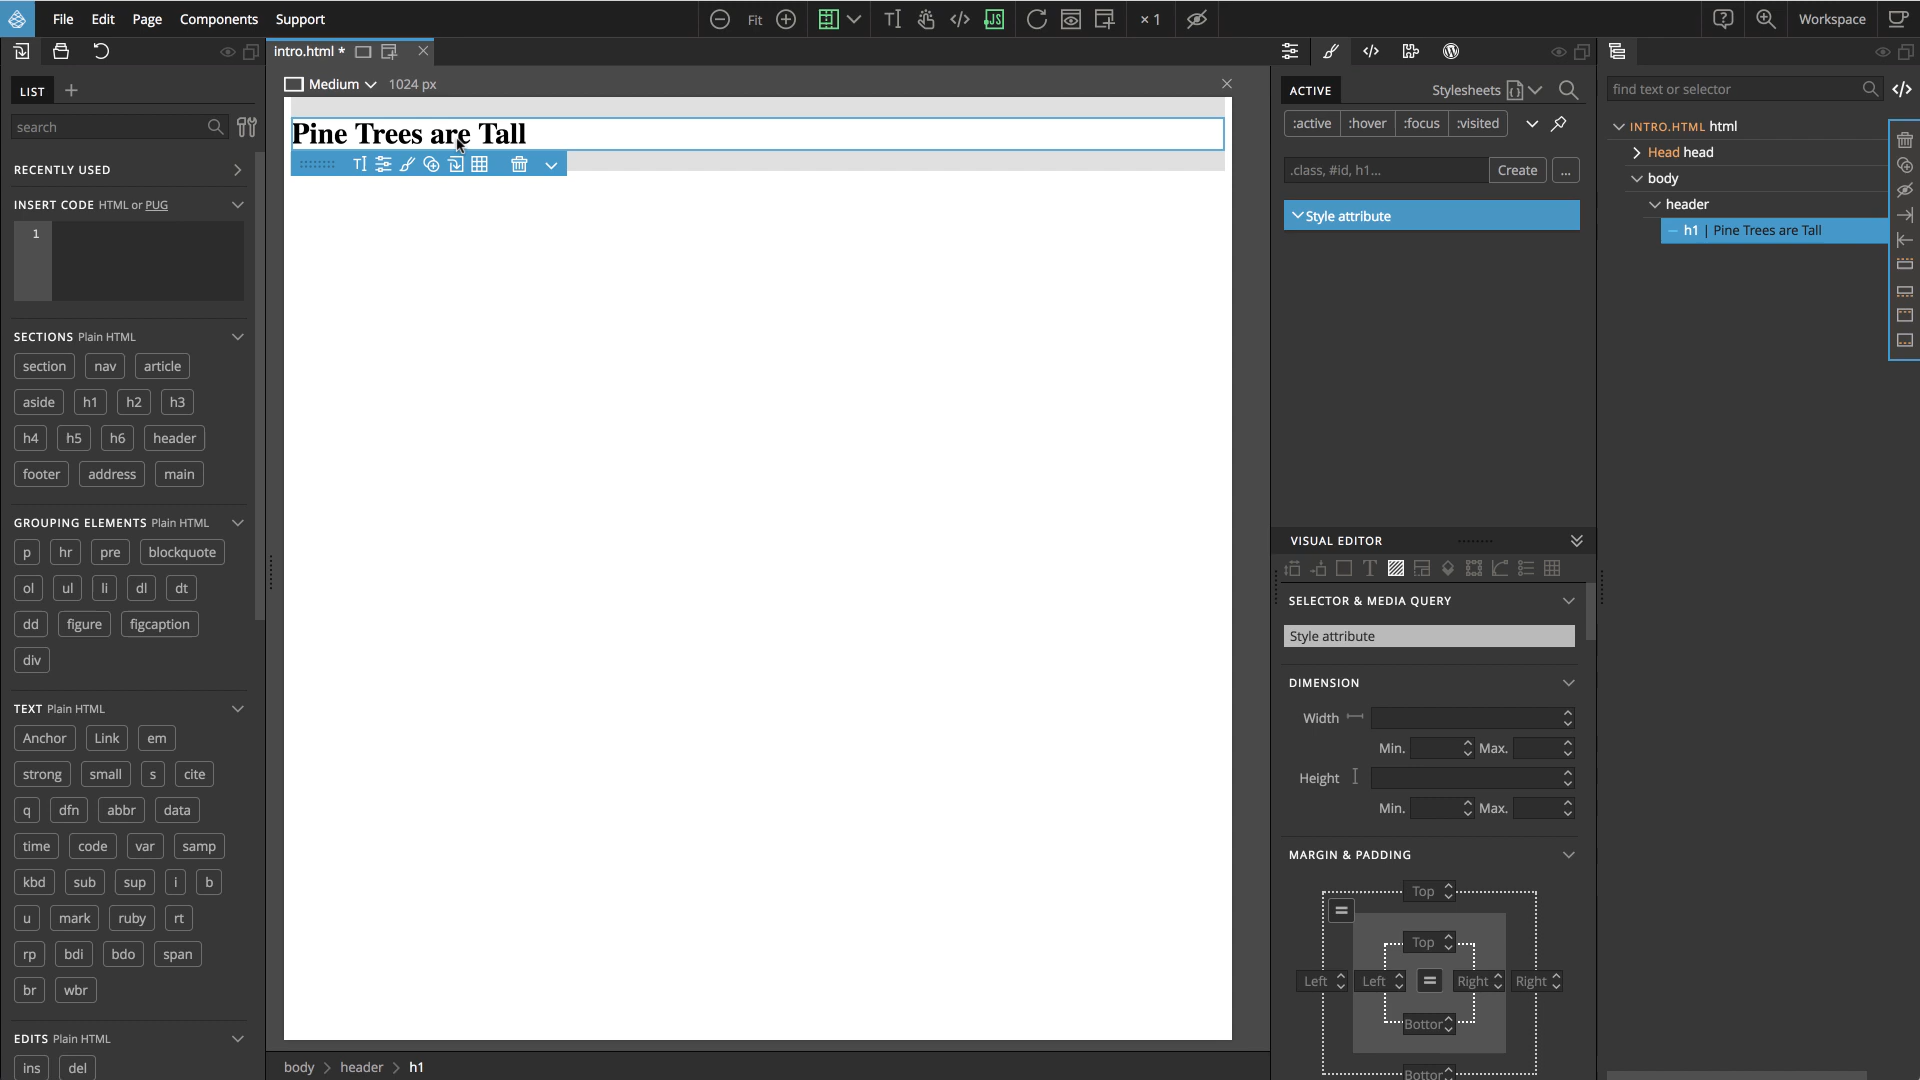 File Edit Page Components Support Fit JS × 1 Workspace
intro.html *
LIST
search
RECENTLY USED
INSERT CODE HTML or PUG
1
SECTIONS Plain HTML
section nav article
aside h1 h2 h3
h4 h5 h6 header
footer address main
GROUPING ELEMENTS Plain HTML
p hr pre blockquote
ol ul li dl dt
dd figure figcaption
div
TEXT Plain HTML
Anchor Link em
strong small s cite
q dfn abbr data
time code var samp
kbd sub sup i b
u mark ruby rt
rp bdi bdo span
br wbr
EDITS Plain HTML
ins del
Medium 1024 px
Pine Trees are Tall
body header h1
ACTIVE Stylesheets
:active :hover :focus :visited
.class, #id, h1... Create ...
Style attribute
VISUAL EDITOR
SELECTOR & MEDIA QUERY
Style attribute
DIMENSION
Width
Min. Max.
Height
Min. Max.
MARGIN & PADDING
Top
Top
Left Left Right Right
Bottor
Bottor
find text or selector
INTRO.HTML html
Head head
body
header
h1 | Pine Trees are Tall